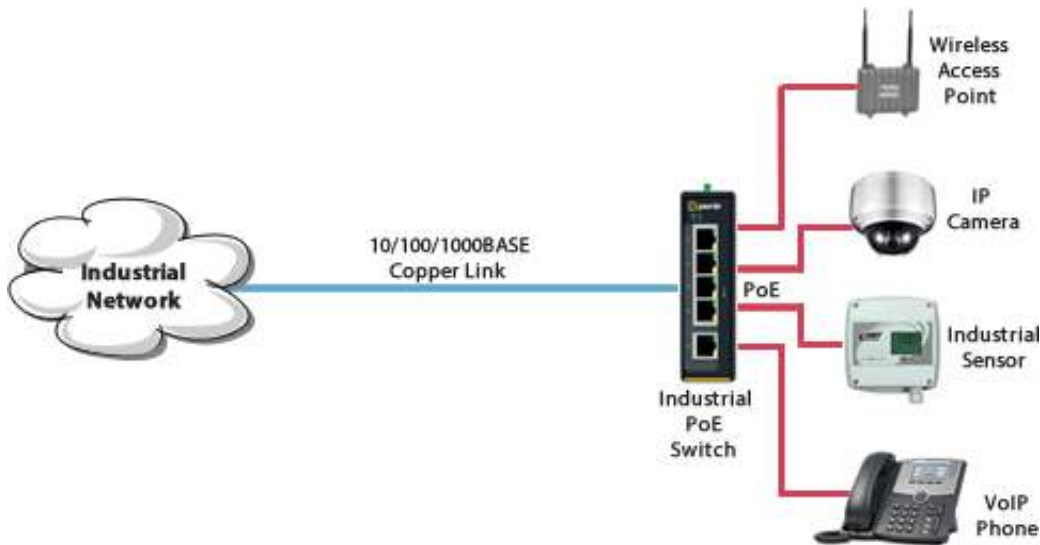 Wireless
Access
Point
IP
Camera
10/100/1000BASE
Copper Link
Industrial
Network
PoE
Industrial
Sensor
Industrial
PoE
Switch
VoIP
Phone